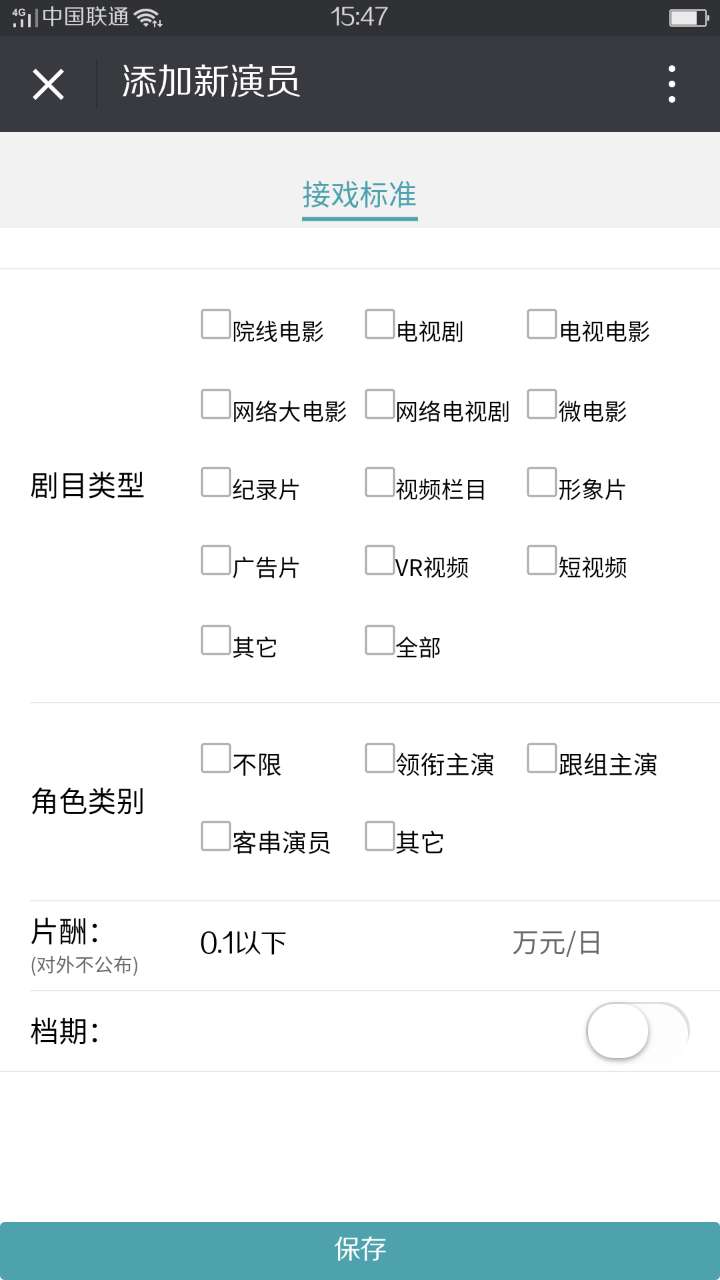 4G 中国联通 15:47
添加新演员
接戏标准
院线电影 电视剧 电视电影
网络大电影 网络电视剧 微电影
剧目类型
纪录片 视频栏目 形象片
广告片 VR视频 短视频
其它 全部
不限 领衔主演 跟组主演
角色类别
客串演员 其它
片酬：
0.1以下 万元/日
(对外不公布)
档期：
保存